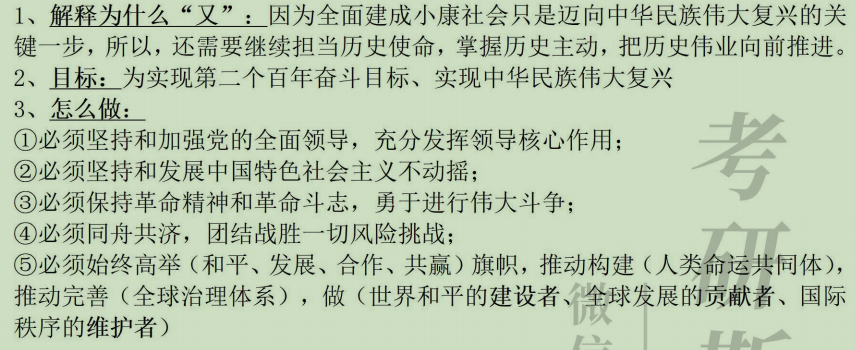 1、解释为什么“又”：因为全面建成小康社会只是迈向中华民族伟大复兴的关
键一步，所以，还需要继续担当历史使命，掌握历史主动，把历史伟业向前推进。
2、目标：为实现第二个百年奋斗目标、实现中华民族伟大复兴
3、怎么做：
①必须坚持和加强党的全面领导，充分发挥领导核心作用；
②必须坚持和发展中国特色社会主义不动摇；
③必须保持革命精神和革命斗志，勇于进行伟大斗争；
④必须同舟共济，团结战胜一切风险挑战；
⑤必须始终高举（和平、发展、合作、共赢）旗帜，推动构建（人类命运共同体），
推动完善（全球治理体系），做（世界和平的建设者、全球发展的贡献者、国际
秩序的维护者）
考研
微